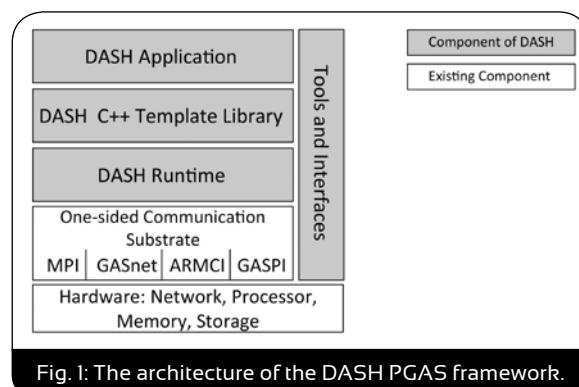 DASH Application
DASH C++ Template Library
DASH Runtime
One-sided Communication
Substrate
MPI GASnet ARMCI GASPI
Hardware: Network, Processor,
Memory, Storage
Tools and Interfaces
Component of DASH
Existing Component
Fig. 1: The architecture of the DASH PGAS framework.